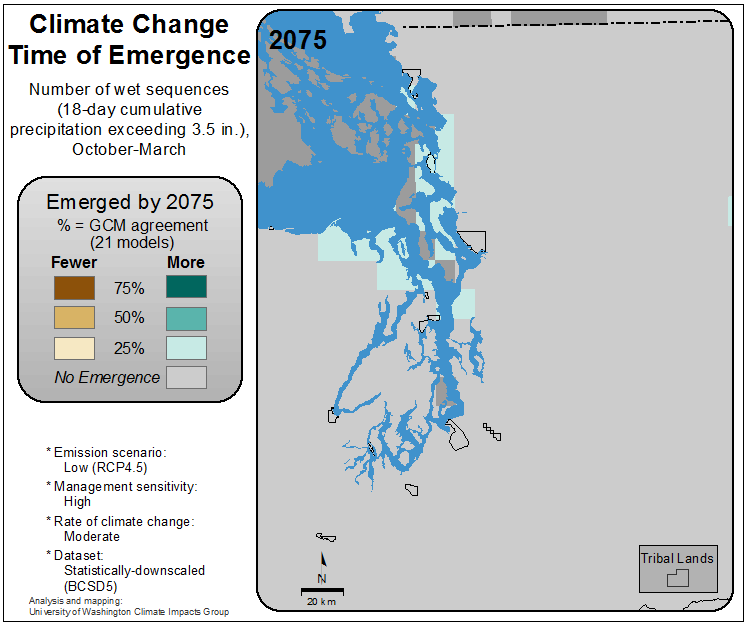 Climate Change
Time of Emergence
Number of wet sequences
(18-day cumulative
precipitation exceeding 3.5 in.),
October-March
Emerged by 2075
% = GCM agreement
(21 models)
Fewer More
75%
50%
25%
No Emergence
* Emission scenario:
Low (RCP4.5)
* Management sensitivity:
High
* Rate of climate change:
Moderate
* Dataset:
Statistically-downscaled
(BCSD5)
Analysis and mapping:
University of Washington Climate Impacts Group
2075
N
20 km
Tribal Lands